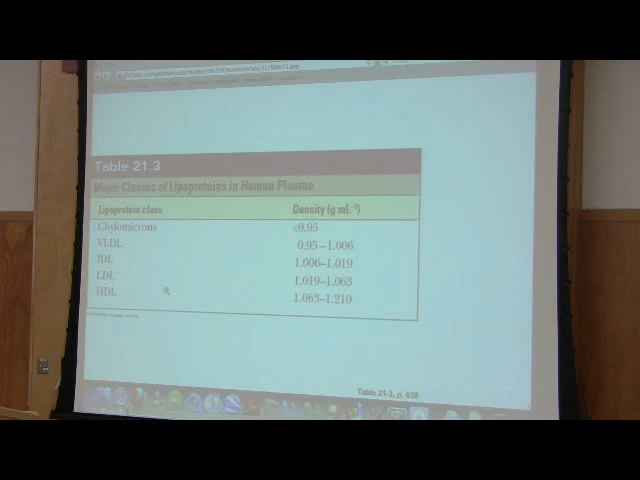 Table 21.3
Major Classes of Lipoproteins in Human Plasma
Lipoprotein class Density (g mL⁻¹)
Chylomicrons <0.95
VLDL 0.95–1.006
IDL 1.006–1.019
LDL 1.019–1.063
HDL 1.063–1.210
Table 21-3, p. 638